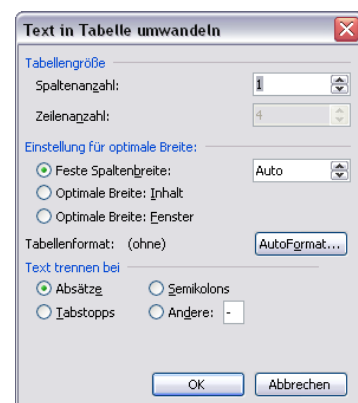 Text in Tabelle umwandeln
Tabellengröße
Spaltenanzahl: 1
Zeilenanzahl: 4
Einstellung für optimale Breite:
Feste Spaltenbreite: Auto
Optimale Breite: Inhalt
Optimale Breite: Fenster
Tabellenformat: (ohne) AutoFormat...
Text trennen bei
Absätze Semikolons
Tabstopps Andere: -
OK Abbrechen